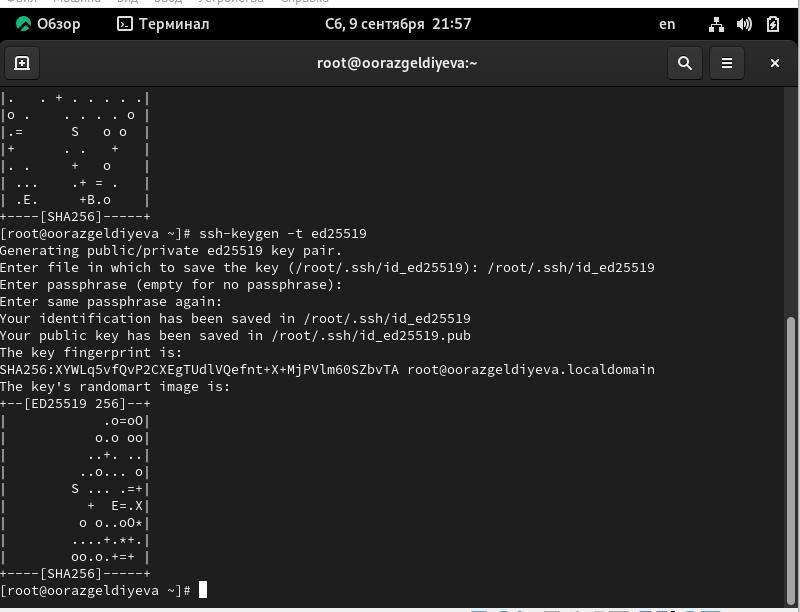 Обзор Терминал Сб, 9 сентября 21:57 en
root@oorazgeldiyeva:~
|.   . + . . . . .|
|o .    . . . . o |
|.=      S   o o  |
|+      . .   +   |
|. .     +   o    |
| ...    .+ = .   |
| .E.     +B.o    |
+----[SHA256]-----+
[root@oorazgeldiyeva ~]# ssh-keygen -t ed25519
Generating public/private ed25519 key pair.
Enter file in which to save the key (/root/.ssh/id_ed25519): /root/.ssh/id_ed25519
Enter passphrase (empty for no passphrase):
Enter same passphrase again:
Your identification has been saved in /root/.ssh/id_ed25519
Your public key has been saved in /root/.ssh/id_ed25519.pub
The key fingerprint is:
SHA256:XYWLq5vfQvP2CXEgTUdlVQefnt+X+MjPVlm60SZbvTA root@oorazgeldiyeva.localdomain
The key's randomart image is:
+--[ED25519 256]--+
|            .o=oO|
|           o.o oo|
|          ..+. ..|
|         ..o... o|
|        S ... .=+|
|          +  E=.X|
|         o o..oO*|
|        ....+.*+.|
|        oo.o.+=+ |
+----[SHA256]-----+
[root@oorazgeldiyeva ~]#